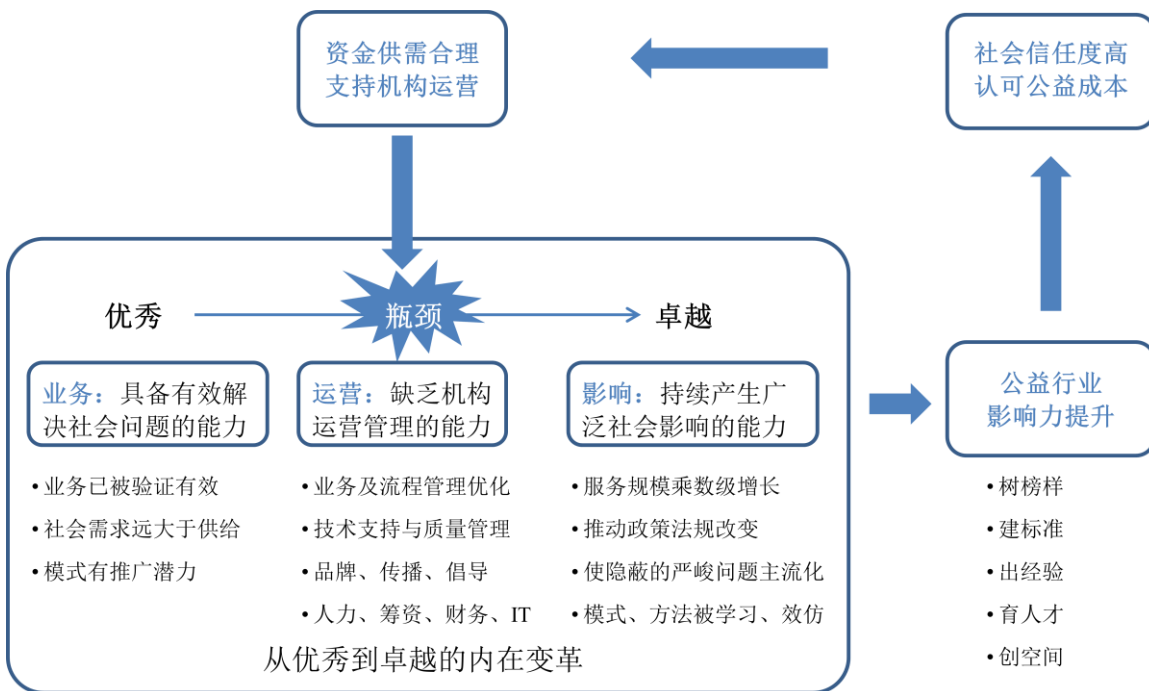 资金供需合理
支持机构运营
社会信任度高
认可公益成本
优秀
瓶颈
卓越
业务：具备有效解
决社会问题的能力
运营：缺乏机构
运营管理的能力
影响：持续产生广
泛社会影响的能力
公益行业
影响力提升
•业务已被验证有效
•社会需求远大于供给
•模式有推广潜力
•业务及流程管理优化
•技术支持与质量管理
•品牌、传播、倡导
•人力、筹资、财务、IT
•服务规模乘数级增长
•推动政策法规改变
•使隐蔽的严峻问题主流化
•模式、方法被学习、效仿
•树榜样
•建标准
•出经验
•育人才
•创空间
从优秀到卓越的内在变革